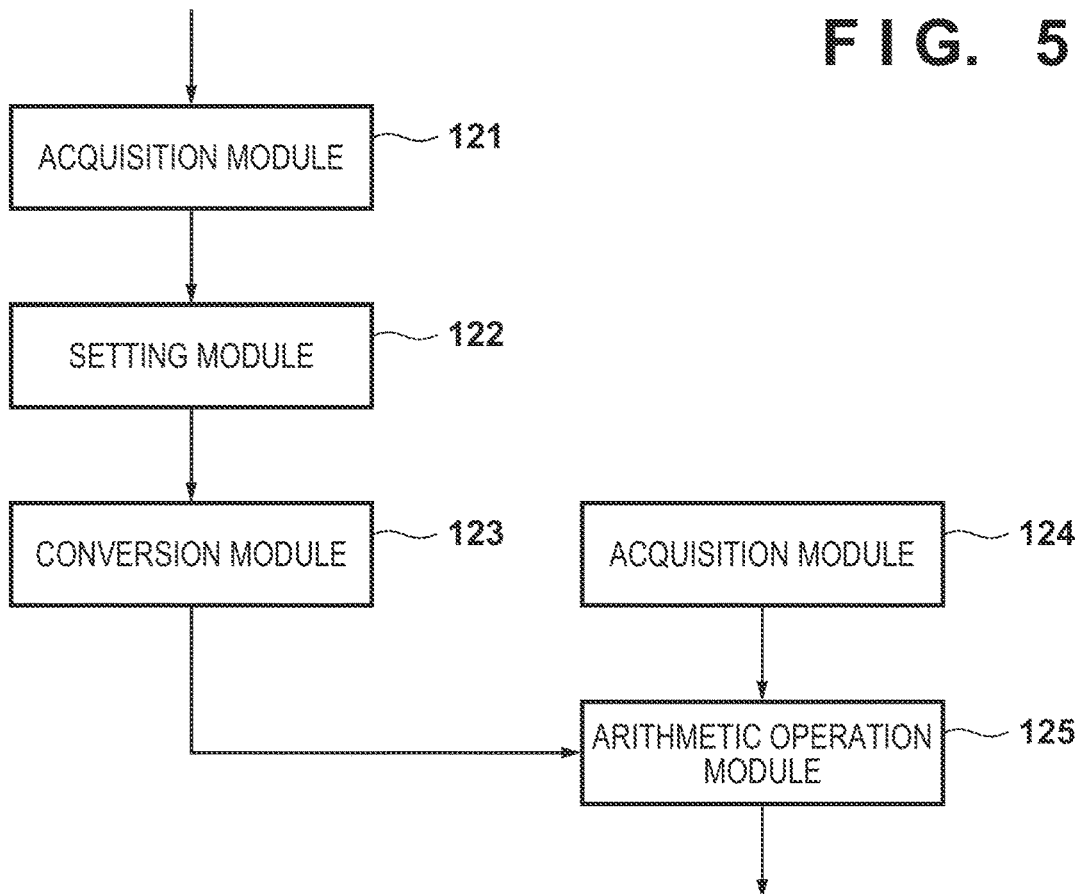 FIG. 5
ACQUISITION MODULE
121
SETTING MODULE
122
CONVERSION MODULE
123
ACQUISITION MODULE
124
ARITHMETIC OPERATION
MODULE
125